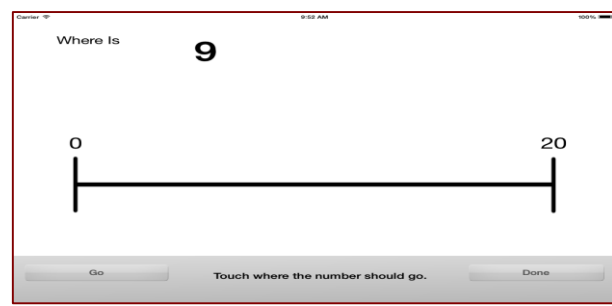 Carrier 9:52 AM 100%
Where Is 9
0 20
Go Touch where the number should go. Done